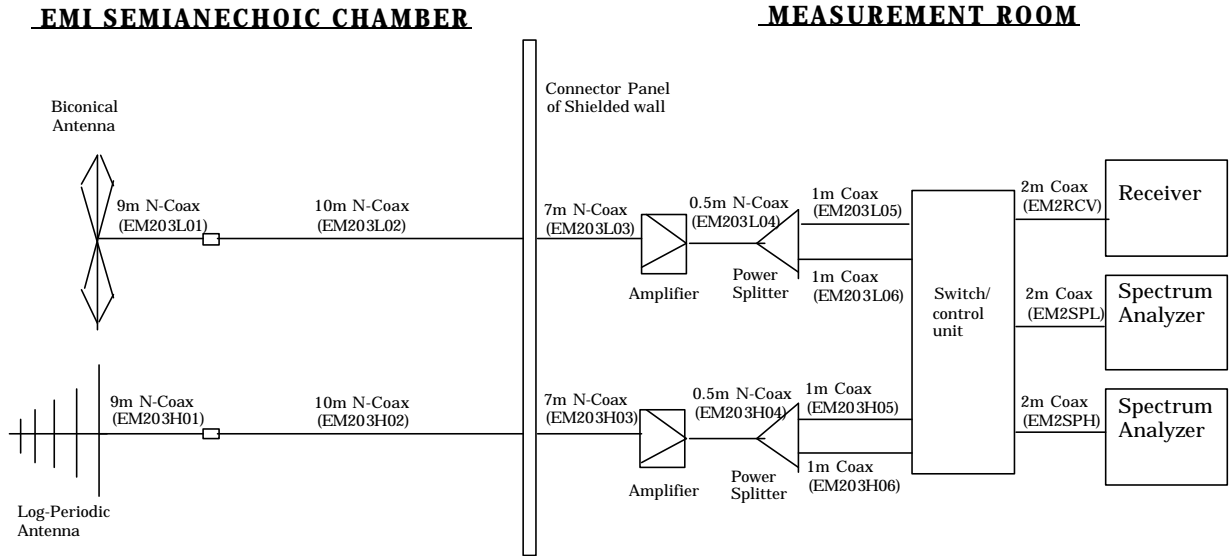 EMI SEMIANECHOIC CHAMBER
MEASUREMENT ROOM
Connector Panel
of Shielded wall
Biconical
Antenna
9m N-Coax
(EM203L01)
10m N-Coax
(EM203L02)
7m N-Coax
(EM203L03)
Amplifier
0.5m N-Coax
(EM203L04)
Power
Splitter
1m Coax
(EM203L05)
1m Coax
(EM203L06)
Switch/
control
unit
2m Coax
(EM2RCV)
Receiver
2m Coax
(EM2SPL)
Spectrum
Analyzer
9m N-Coax
(EM203H01)
10m N-Coax
(EM203H02)
7m N-Coax
(EM203H03)
Amplifier
0.5m N-Coax
(EM203H04)
Power
Splitter
1m Coax
(EM203H05)
1m Coax
(EM203H06)
2m Coax
(EM2SPH)
Spectrum
Analyzer
Log-Periodic
Antenna